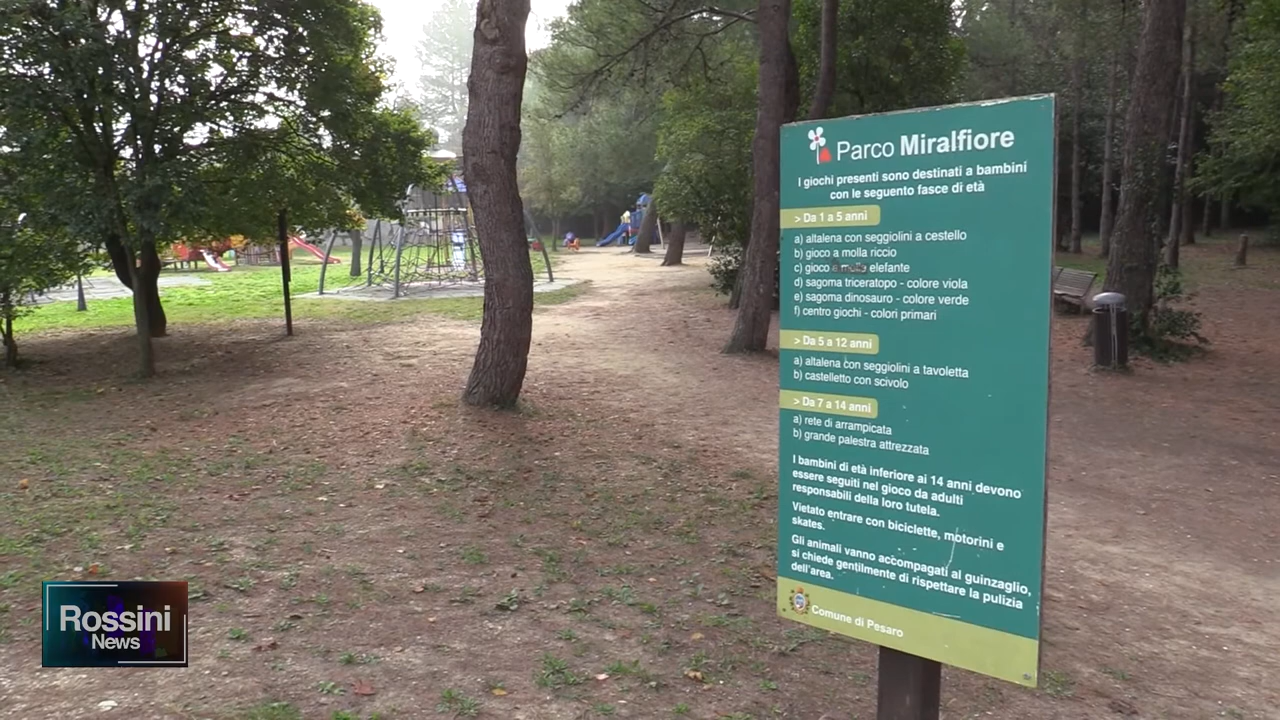 Parco Miralfiore
I giochi presenti sono destinati a bambini
con le seguento fasce di età
> Da 1 a 5 anni
a) altalena con seggiolini a cestello
b) gioco a molla riccio
c) gioco a molla elefante
d) sagoma triceratopo - colore viola
e) sagoma dinosauro - colore verde
f) centro giochi - colori primari
> Da 5 a 12 anni
a) altalena con seggiolini a tavoletta
b) castelletto con scivolo
> Da 7 a 14 anni
a) rete di arrampicata
b) grande palestra attrezzata
I bambini di età inferiore ai 14 anni devono
essere seguiti nel gioco da adulti
responsabili della loro tutela.
Vietato entrare con biciclette, motorini e
skates.
Gli animali vanno accompagati al guinzaglio,
si chiede gentilmente di rispettare la pulizia
dell'area.
Comune di Pesaro
Rossini
News